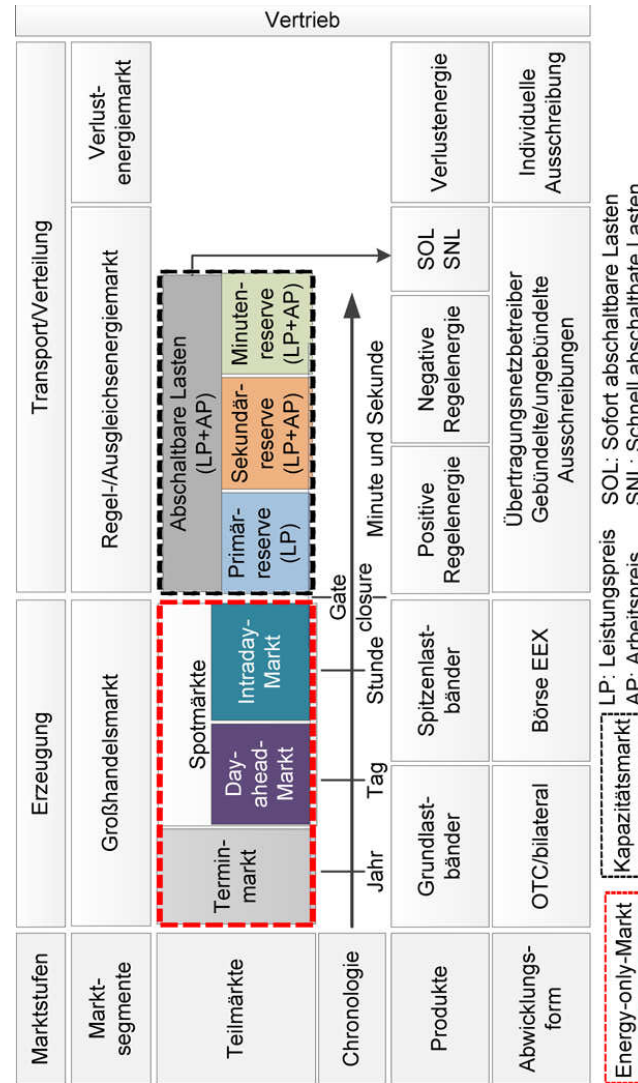 Marktstufen
Erzeugung
Transport/Verteilung
Vertrieb
Markt-
segmente
Großhandelsmarkt
Regel-/Ausgleichsenergiemarkt
Verlust-
energiemarkt
Teilmärkte
Termin-
markt
Spotmärkte
Day-
ahead-
Markt
Intraday-
Markt
Abschaltbare Lasten
(LP+AP)
Primär-
reserve
(LP)
Sekundär-
reserve
(LP+AP)
Minuten-
reserve
(LP+AP)
Chronologie
Jahr
Tag
Stunde
Gate
closure
Minute und Sekunde
Produkte
Grundlast-
bänder
Spitzenlast-
bänder
Positive
Regelenergie
Negative
Regelenergie
SOL
SNL
Verlustenergie
Abwicklungs-
form
OTC/bilateral
Börse EEX
Übertragungsnetzbetreiber
Gebündelte/ungebündelte
Ausschreibungen
Individuelle
Ausschreibung
Energy-only-Markt
Kapazitätsmarkt
LP: Leistungspreis
AP: Arbeitspreis
SOL: Sofort abschaltbare Lasten
SNL: Schnell abschaltbate Lasten